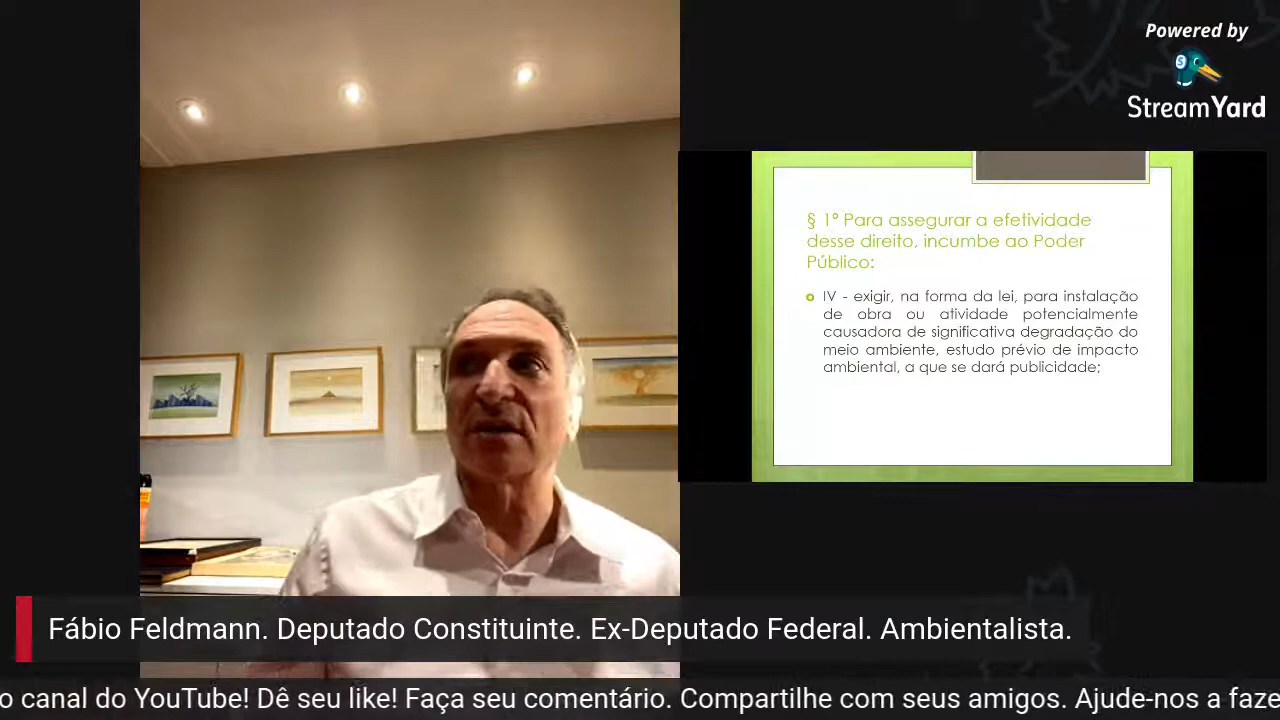 Powered by
StreamYard
§ 1º Para assegurar a efetividade
desse direito, incumbe ao Poder
Público:
IV - exigir, na forma da lei, para instalação
de obra ou atividade potencialmente
causadora de significativa degradação do
meio ambiente, estudo prévio de impacto
ambiental, a que se dará publicidade;
Fábio Feldmann. Deputado Constituinte. Ex-Deputado Federal. Ambientalista.
o canal do YouTube! Dê seu like! Faça seu comentário. Compartilhe com seus amigos. Ajude-nos a faze